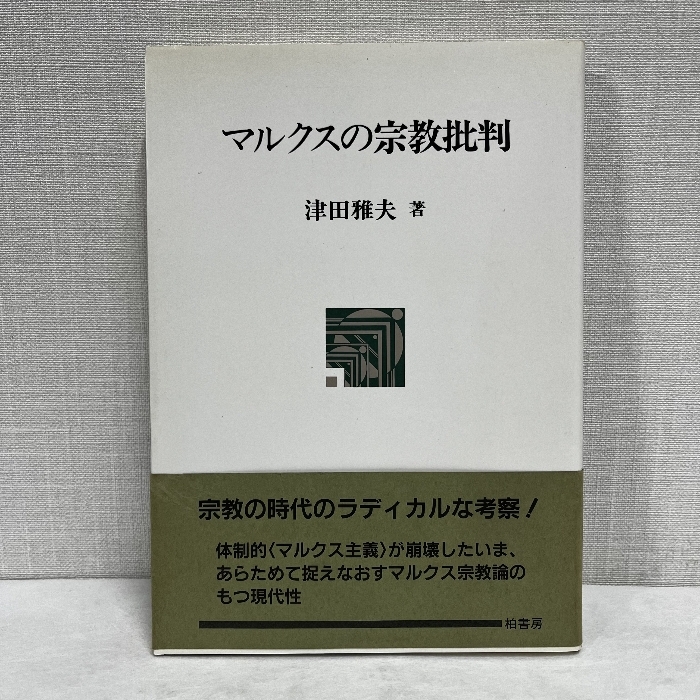 マルクスの宗教批判
津田雅夫 著
宗教の時代のラディカルな考察！
体制的〈マルクス主義〉が崩壊したいま、
あらためて捉えなおすマルクス宗教論の
もつ現代性
柏書房